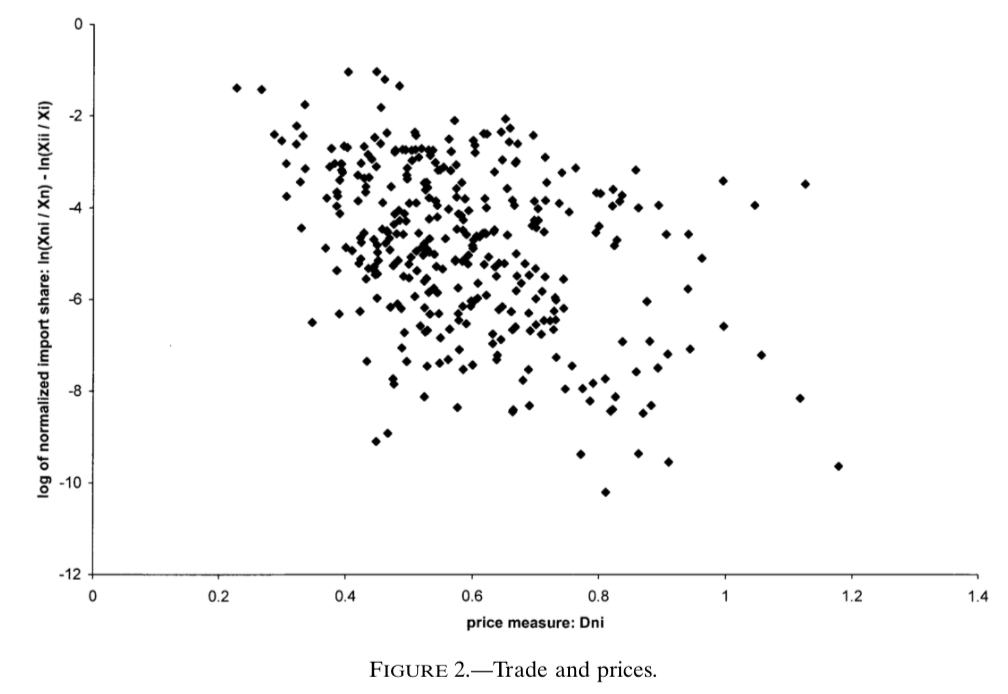 0
-2
-4
-6
-8
-10
-12
log of normalized import share: ln(Xni / Xn) - ln(Xii / Xi)
0 0.2 0.4 0.6 0.8 1 1.2 1.4
price measure: Dni
FIGURE 2.—Trade and prices.